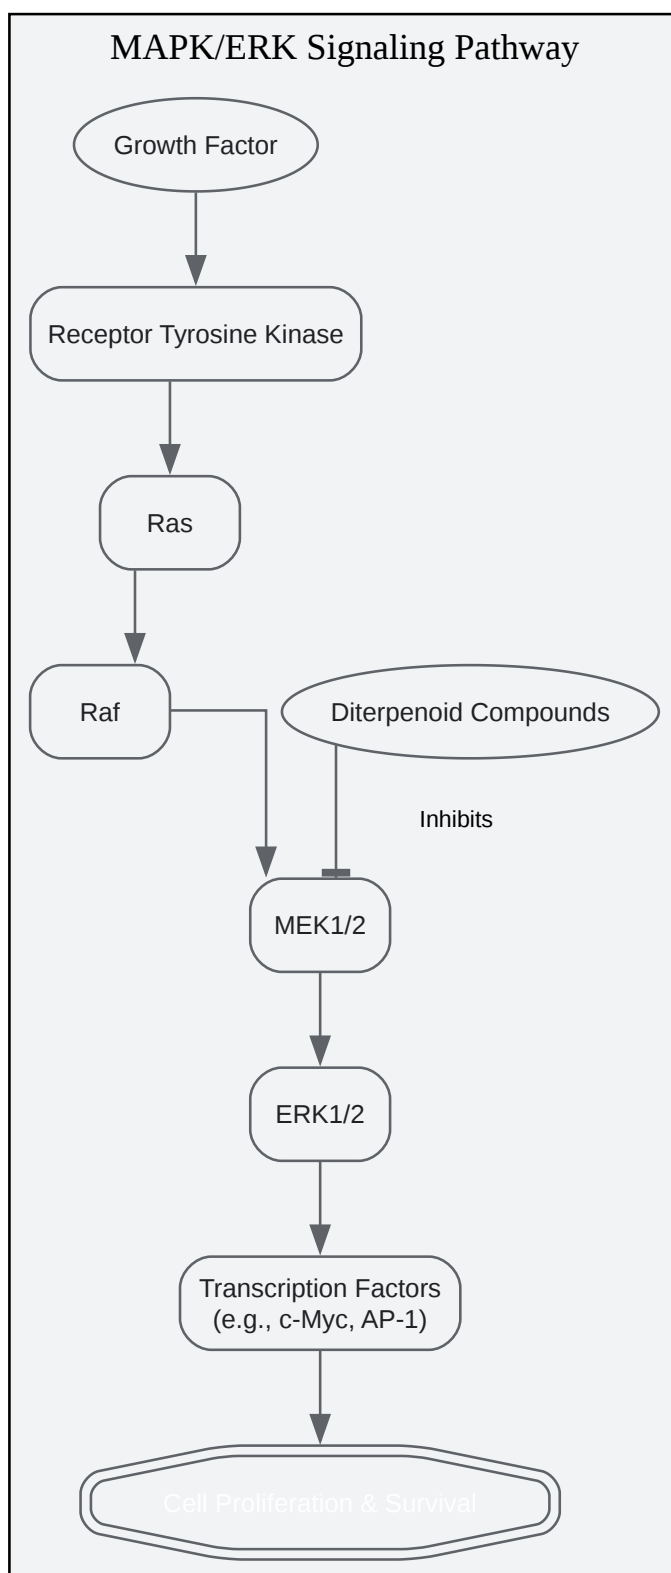 MAPK/ERK Signaling Pathway
Growth Factor
Receptor Tyrosine Kinase
Ras
Raf
Diterpenoid Compounds
Inhibits
MEK1/2
ERK1/2
Transcription Factors
(e.g., c-Myc, AP-1)
Cell Proliferation & Survival